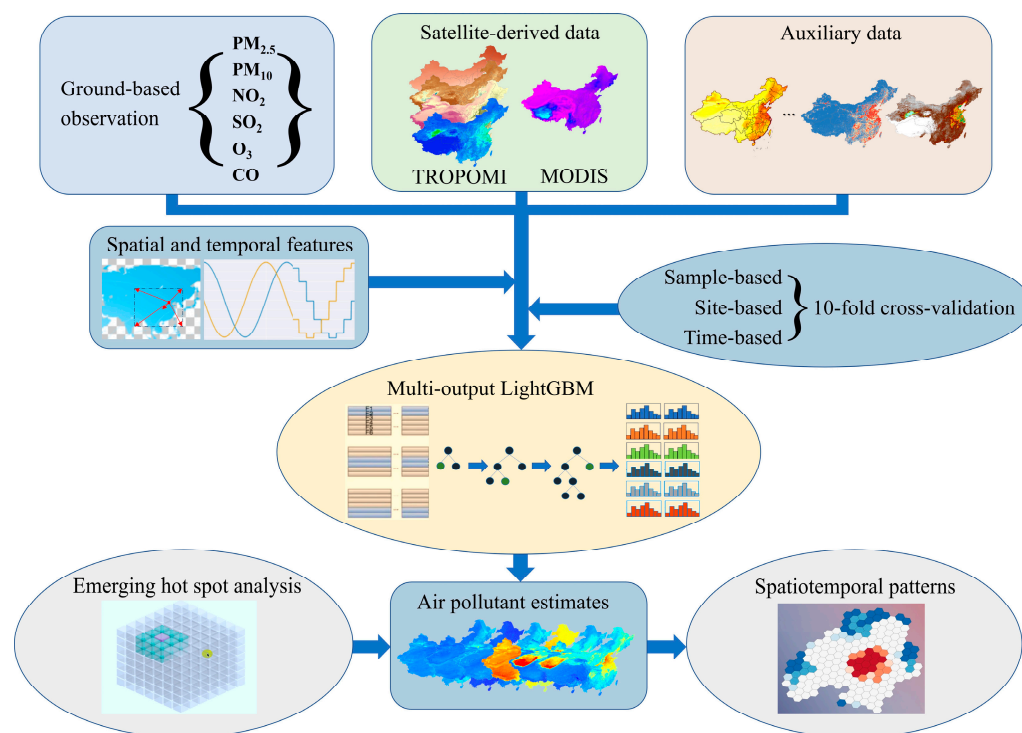 Ground-based
observation
PM2.5
PM10
NO2
SO2
O3
CO
Satellite-derived data
TROPOMI
MODIS
Auxiliary data
...
Spatial and temporal features
Sample-based
Site-based
Time-based
10-fold cross-validation
Multi-output LightGBM
Emerging hot spot analysis
Air pollutant estimates
Spatiotemporal patterns